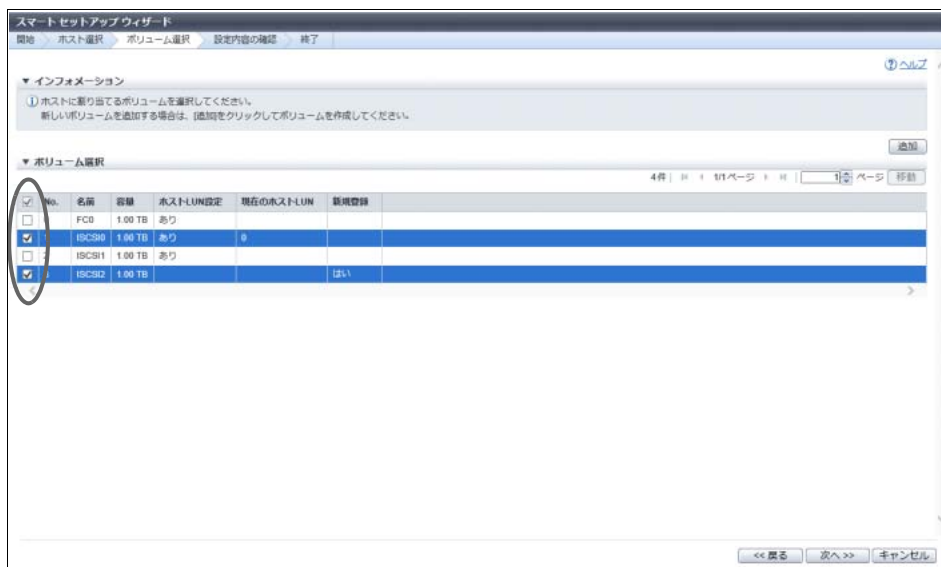 スマート セットアップ ウィザード
開始 ホスト選択 ボリューム選択 設定内容の確認 終了
ヘルプ
インフォメーション
ホストに割り当てるボリュームを選択してください。
新しいボリュームを追加する場合は、[追加]をクリックしてボリュームを作成してください。
追加
ボリューム選択
4件 1/1ページ 1 ページ 移動
No. 名前 容量 ホストLUN設定 現在のホストLUN 新規登録
FC0 1.00 TB あり
ISCSI0 1.00 TB あり 0
ISCSI1 1.00 TB あり
ISCSI2 1.00 TB はい
<< 戻る 次へ >> キャンセル